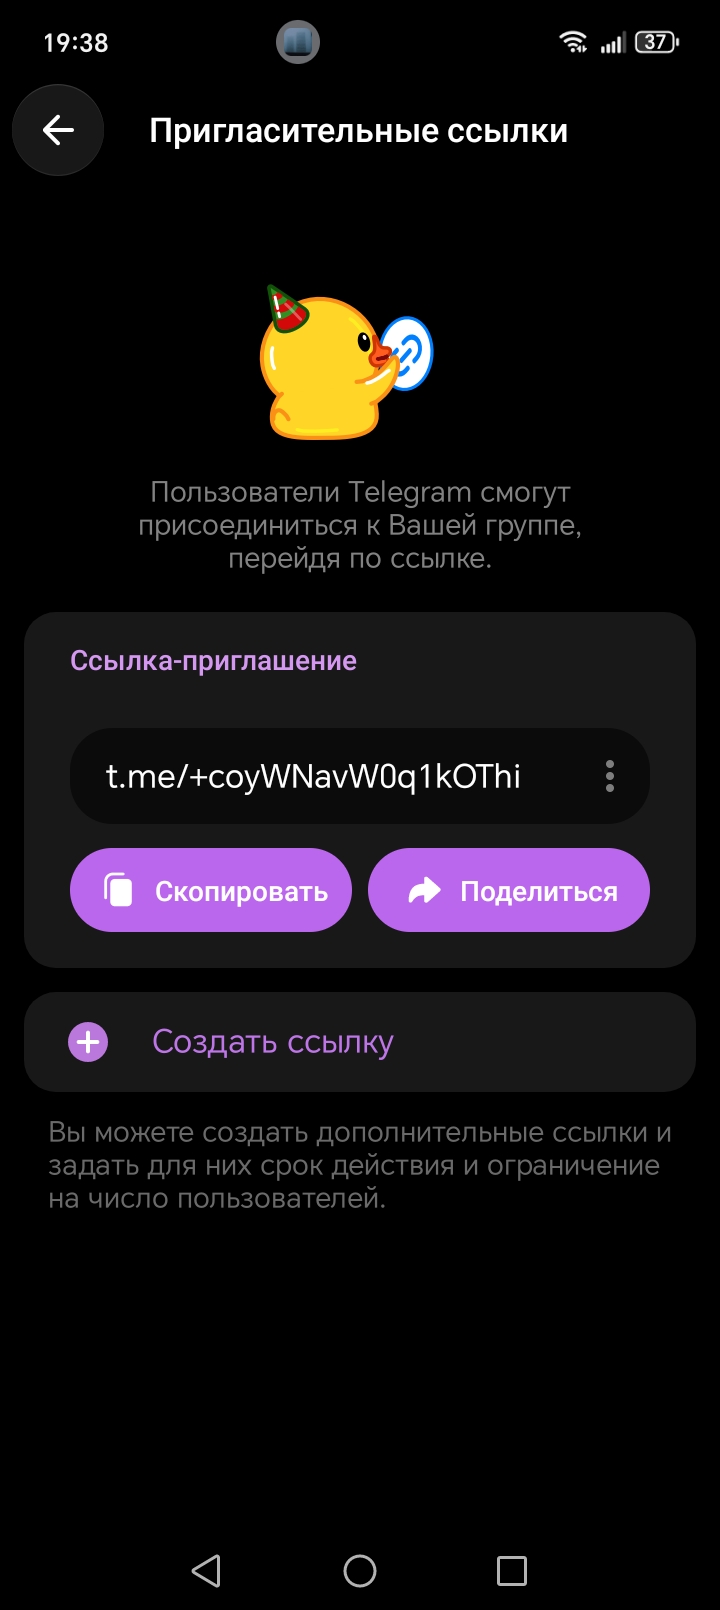 19:38
37
Пригласительные ссылки
Пользователи Telegram смогут
присоединиться к Вашей группе,
перейдя по ссылке.
Ссылка-приглашение
t.me/+coyWNavW0q1kOThi
Скопировать
Поделиться
Создать ссылку
Вы можете создать дополнительные ссылки и
задать для них срок действия и ограничение
на число пользователей.